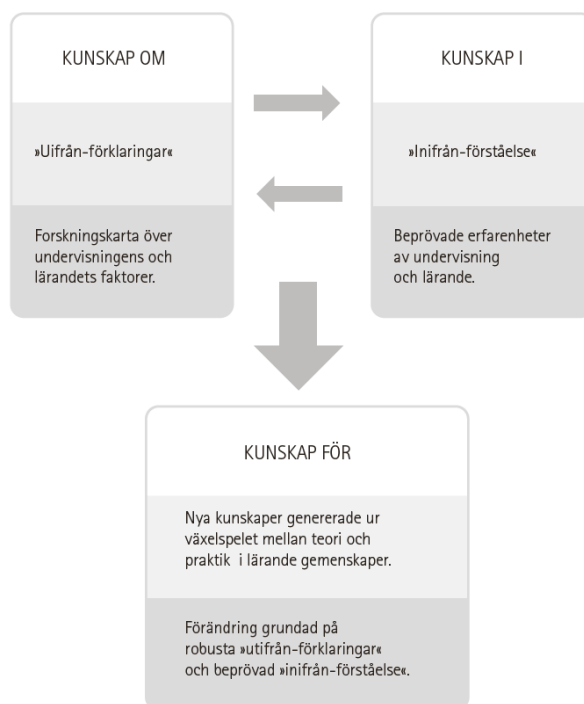 KUNSKAP OM
»Uifrån-förklaringar«
Forskningskarta över
undervisningens och
lärandets faktorer.
KUNSKAP I
»Inifrån-förståelse«
Beprövade erfarenheter
av undervisning
och lärande.
KUNSKAP FÖR
Nya kunskaper genererade ur
växelspelet mellan teori och
praktik i lärande gemenskaper.
Förändring grundad på
robusta »utifrån-förklaringar«
och beprövad »inifrån-förståelse«.